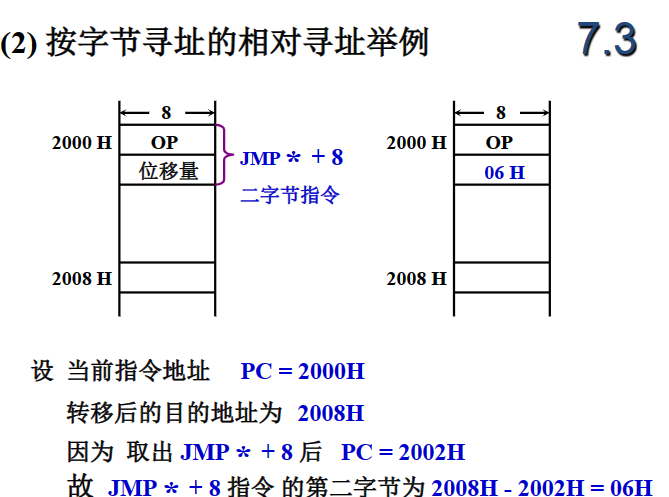 (2) 按字节寻址的相对寻址举例 7.3
8 8
2000 H OP 2000 H OP
位移量 JMP * + 8 06 H
二字节指令
2008 H 2008 H
设 当前指令地址 PC = 2000H
转移后的目的地址为 2008H
因为 取出 JMP * + 8 后 PC = 2002H
故 JMP * + 8 指令 的第二字节为 2008H - 2002H = 06H